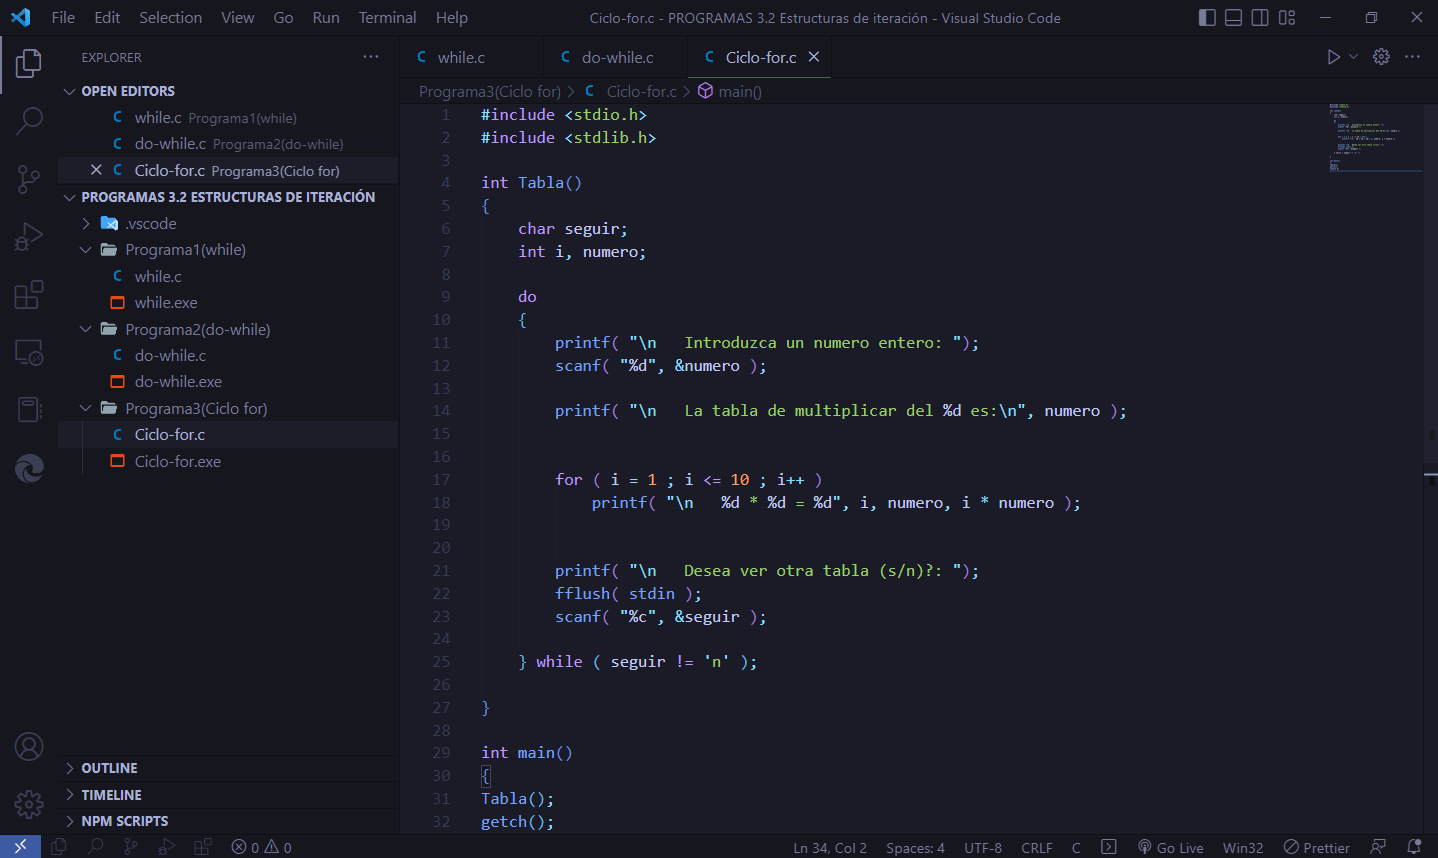 File Edit Selection View Go Run Terminal Help
Ciclo-for.c - PROGRAMAS 3.2 Estructuras de iteración - Visual Studio Code
EXPLORER
OPEN EDITORS
while.c Programa1(while)
do-while.c Programa2(do-while)
Ciclo-for.c Programa3(Ciclo for)
PROGRAMAS 3.2 ESTRUCTURAS DE ITERACIÓN
.vscode
Programa1(while)
while.c
while.exe
Programa2(do-while)
do-while.c
do-while.exe
Programa3(Ciclo for)
Ciclo-for.c
Ciclo-for.exe
OUTLINE
TIMELINE
NPM SCRIPTS
while.c do-while.c Ciclo-for.c
Programa3(Ciclo for) > C Ciclo-for.c > main()
1 #include <stdio.h>
2 #include <stdlib.h>
3
4 int Tabla()
5 {
6 char seguir;
7 int i, numero;
8
9 do
10 {
11 printf( "\n   Introduzca un numero entero: ");
12 scanf( "%d", &numero );
13
14 printf( "\n   La tabla de multiplicar del %d es:\n", numero );
15
16
17 for ( i = 1 ; i <= 10 ; i++ )
18 printf( "\n   %d * %d = %d", i, numero, i * numero );
19
20
21 printf( "\n   Desea ver otra tabla (s/n)?: ");
22 fflush( stdin );
23 scanf( "%c", &seguir );
24
25 } while ( seguir != 'n' );
26
27 }
28
29 int main()
30 {
31 Tabla();
32 getch();
0 0 Ln 34, Col 2 Spaces: 4 UTF-8 CRLF C Go Live Win32 Prettier